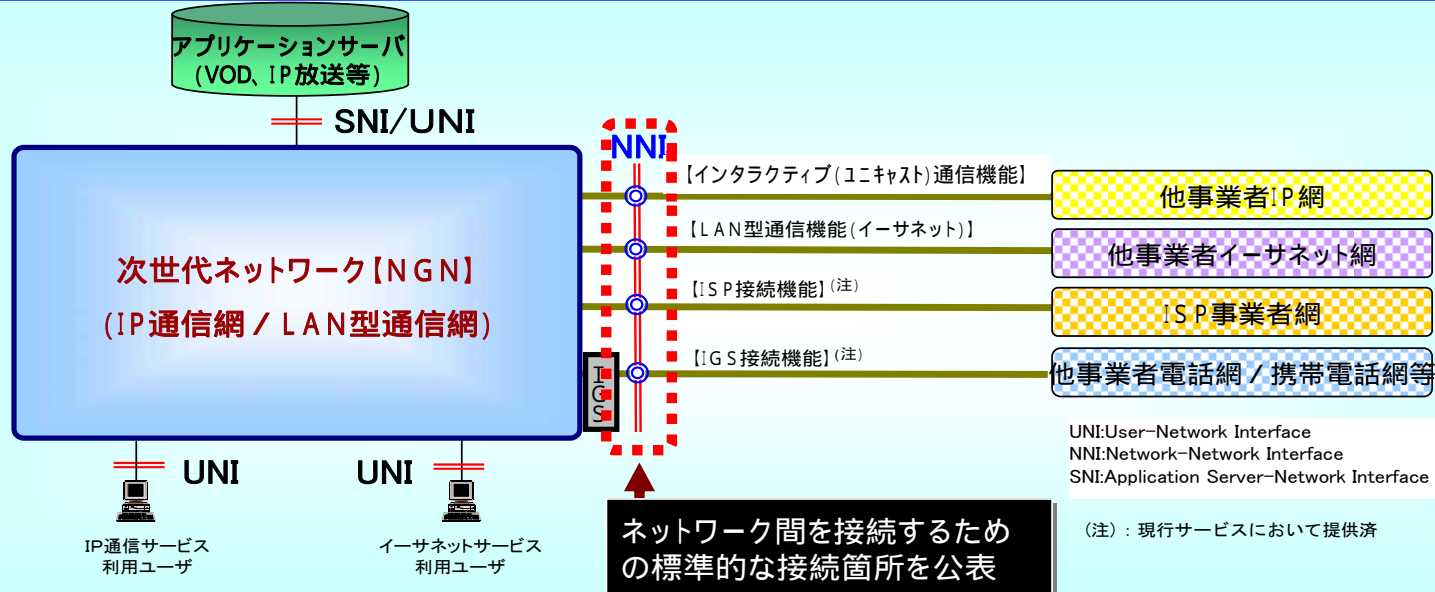 アプリケーションサーバ
(VOD、IP放送等)
SNI/UNI
NNI
【インタラクティブ(ユニキャスト)通信機能】
他事業者IP網
【LAN型通信機能(イーサネット)】
他事業者イーサネット網
次世代ネットワーク【NGN】
(IP通信網／LAN型通信網)
【ISP接続機能】(注)
ISP事業者網
【IGS接続機能】(注)
IGS
他事業者電話網／携帯電話網等
UNI:User-Network Interface
NNI:Network-Network Interface
SNI:Application Server-Network Interface
UNI
UNI
IP通信サービス
利用ユーザ
イーサネットサービス
利用ユーザ
ネットワーク間を接続するため
の標準的な接続箇所を公表
(注)：現行サービスにおいて提供済